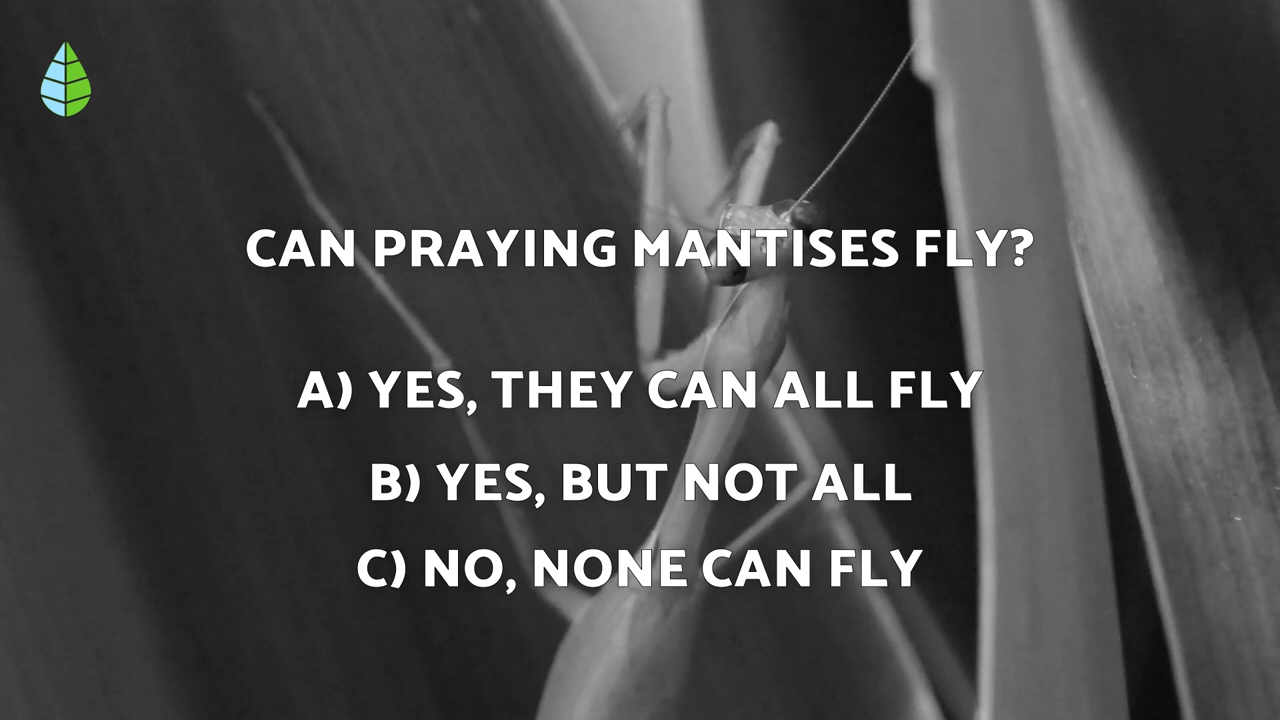 CAN PRAYING MANTISES FLY?
A) YES, THEY CAN ALL FLY
B) YES, BUT NOT ALL
C) NO, NONE CAN FLY